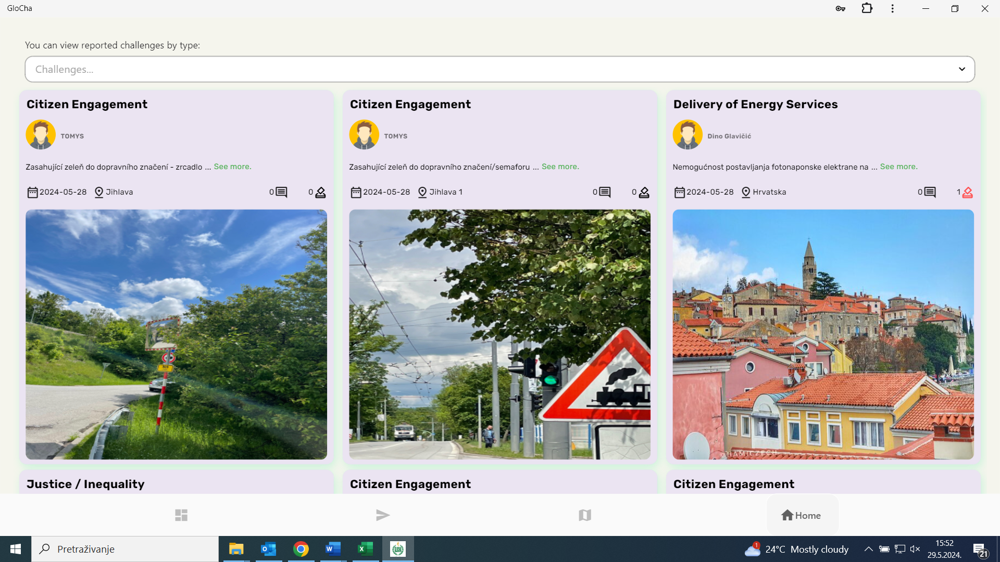 GloCha
You can view reported challenges by type:
Challenges...
Citizen Engagement
TOMYS
Zasahující zeleň do dopravního značení - zrcadlo ... See more.
2024-05-28 Jihlava 0 0
Citizen Engagement
TOMYS
Zasahující zeleň do dopravního značení/semaforu ... See more.
2024-05-28 Jihlava 1 0 0
Delivery of Energy Services
Dino Glavičić
Nemogućnost postavljanja fotonaponske elektrane na ... See more.
2024-05-28 Hrvatska 0 1
@HAMICZECH
Justice / Inequality
Citizen Engagement
Citizen Engagement
Home
Pretraživanje
1
24°C Mostly cloudy
15:52
29.5.2024.
21